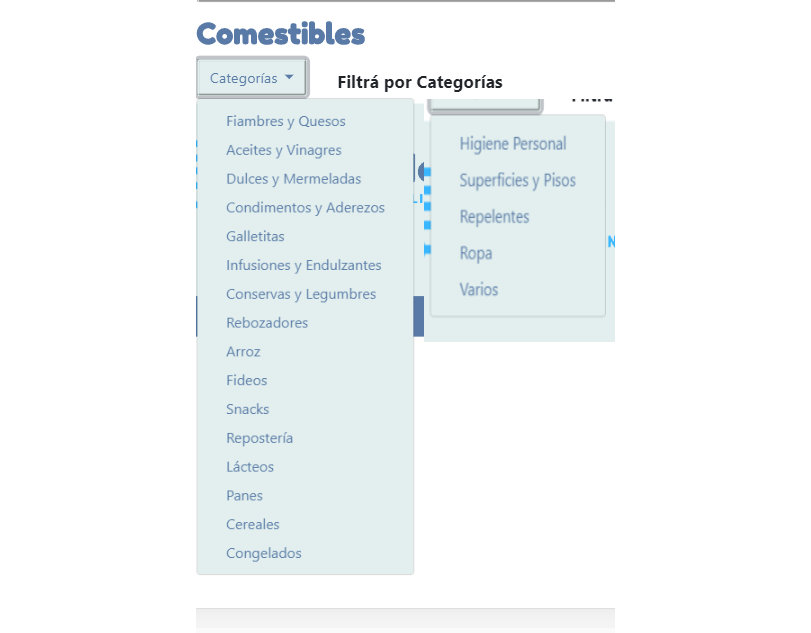 Comestibles
Categorías
Filtrá por Categorías
Fiambres y Quesos
Aceites y Vinagres
Dulces y Mermeladas
Condimentos y Aderezos
Galletitas
Infusiones y Endulzantes
Conservas y Legumbres
Rebozadores
Arroz
Fideos
Snacks
Repostería
Lácteos
Panes
Cereales
Congelados
Higiene Personal
Superficies y Pisos
Repelentes
Ropa
Varios